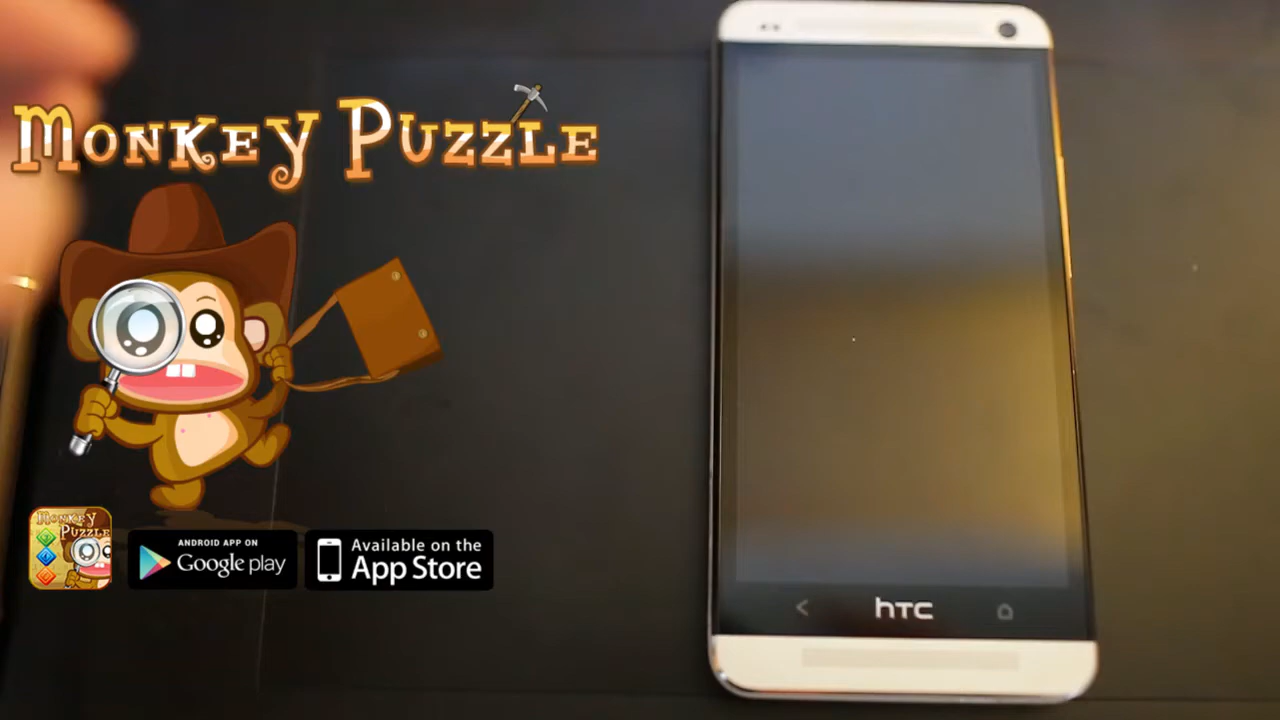 Monkey Puzzle
Monkey
Puzzle
ANDROID APP ON
Google play
Available on the
App Store
hTC